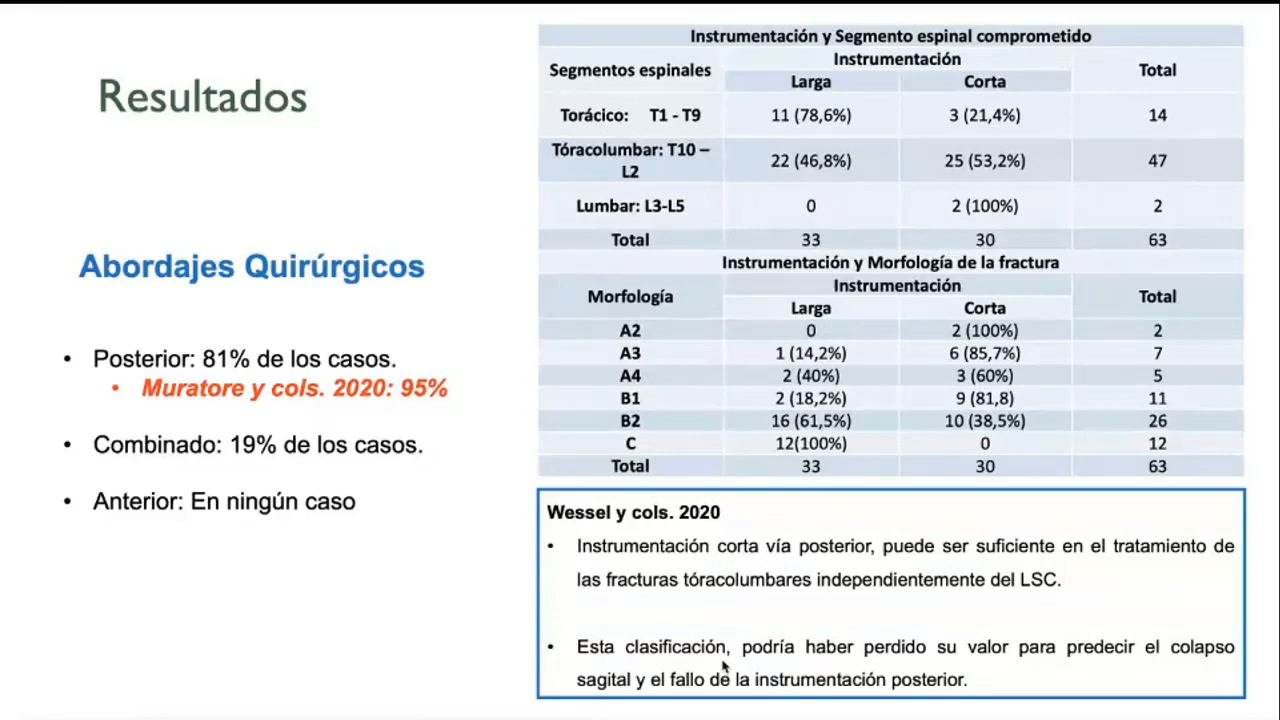 Resultados
Abordajes Quirúrgicos
• Posterior: 81% de los casos.
• Muratore y cols. 2020: 95%
• Combinado: 19% de los casos.
• Anterior: En ningún caso
Instrumentación y Segmento espinal comprometido
Segmentos espinales Instrumentación Total
Larga Corta
Torácico: T1 - T9 11 (78,6%) 3 (21,4%) 14
Tóracolumbar: T10 –
L2 22 (46,8%) 25 (53,2%) 47
Lumbar: L3-L5 0 2 (100%) 2
Total 33 30 63
Instrumentación y Morfología de la fractura
Morfología Instrumentación Total
Larga Corta
A2 0 2 (100%) 2
A3 1 (14,2%) 6 (85,7%) 7
A4 2 (40%) 3 (60%) 5
B1 2 (18,2%) 9 (81,8) 11
B2 16 (61,5%) 10 (38,5%) 26
C 12(100%) 0 12
Total 33 30 63
Wessel y cols. 2020
• Instrumentación corta vía posterior, puede ser suficiente en el tratamiento de
las fracturas tóracolumbares independientemente del LSC.
• Esta clasificación, podría haber perdido su valor para predecir el colapso
sagital y el fallo de la instrumentación posterior.